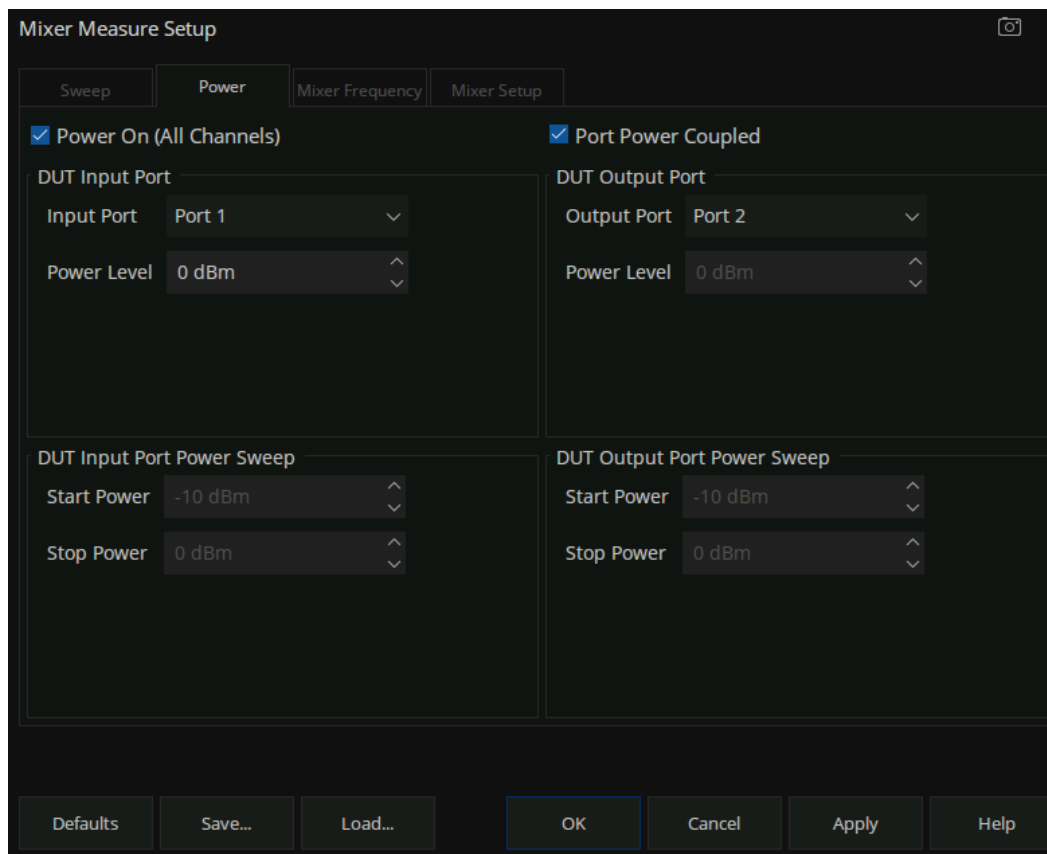 Mixer Measure Setup
Sweep Power Mixer Frequency Mixer Setup
Power On (All Channels) Port Power Coupled
DUT Input Port DUT Output Port
Input Port Port 1 Output Port Port 2
Power Level 0 dBm Power Level 0 dBm
DUT Input Port Power Sweep DUT Output Port Power Sweep
Start Power -10 dBm Start Power -10 dBm
Stop Power 0 dBm Stop Power 0 dBm
Defaults Save... Load... OK Cancel Apply Help